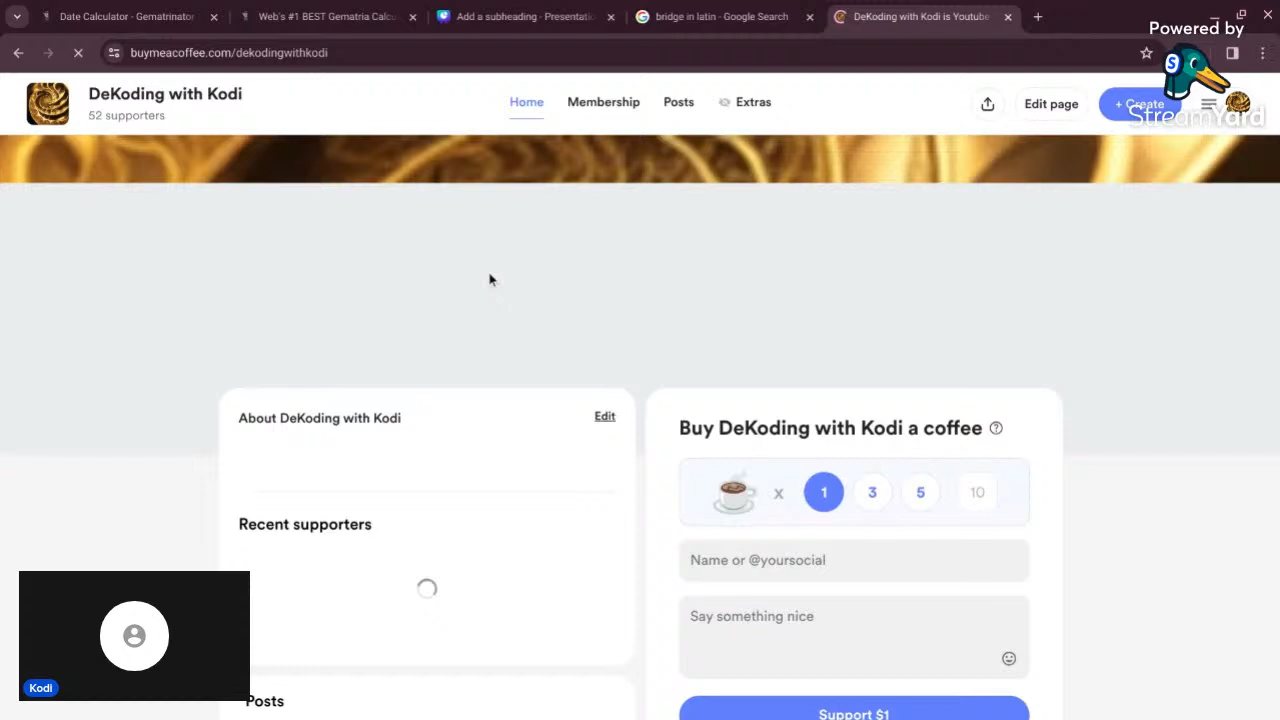 Date Calculator - Gematrinator
Web's #1 BEST Gematria Calcu
Add a subheading - Presentati
bridge in latin - Google Search
DeKoding with Kodi is Youtube
Powered by
buymeacoffee.com/dekodingwithkodi
DeKoding with Kodi
52 supporters
Home
Membership
Posts
Extras
Edit page
+ Create
StreamYard
About DeKoding with Kodi
Edit
Buy DeKoding with Kodi a coffee
x
1
3
5
10
Recent supporters
Name or @yoursocial
Say something nice
Kodi
Posts
Support $1